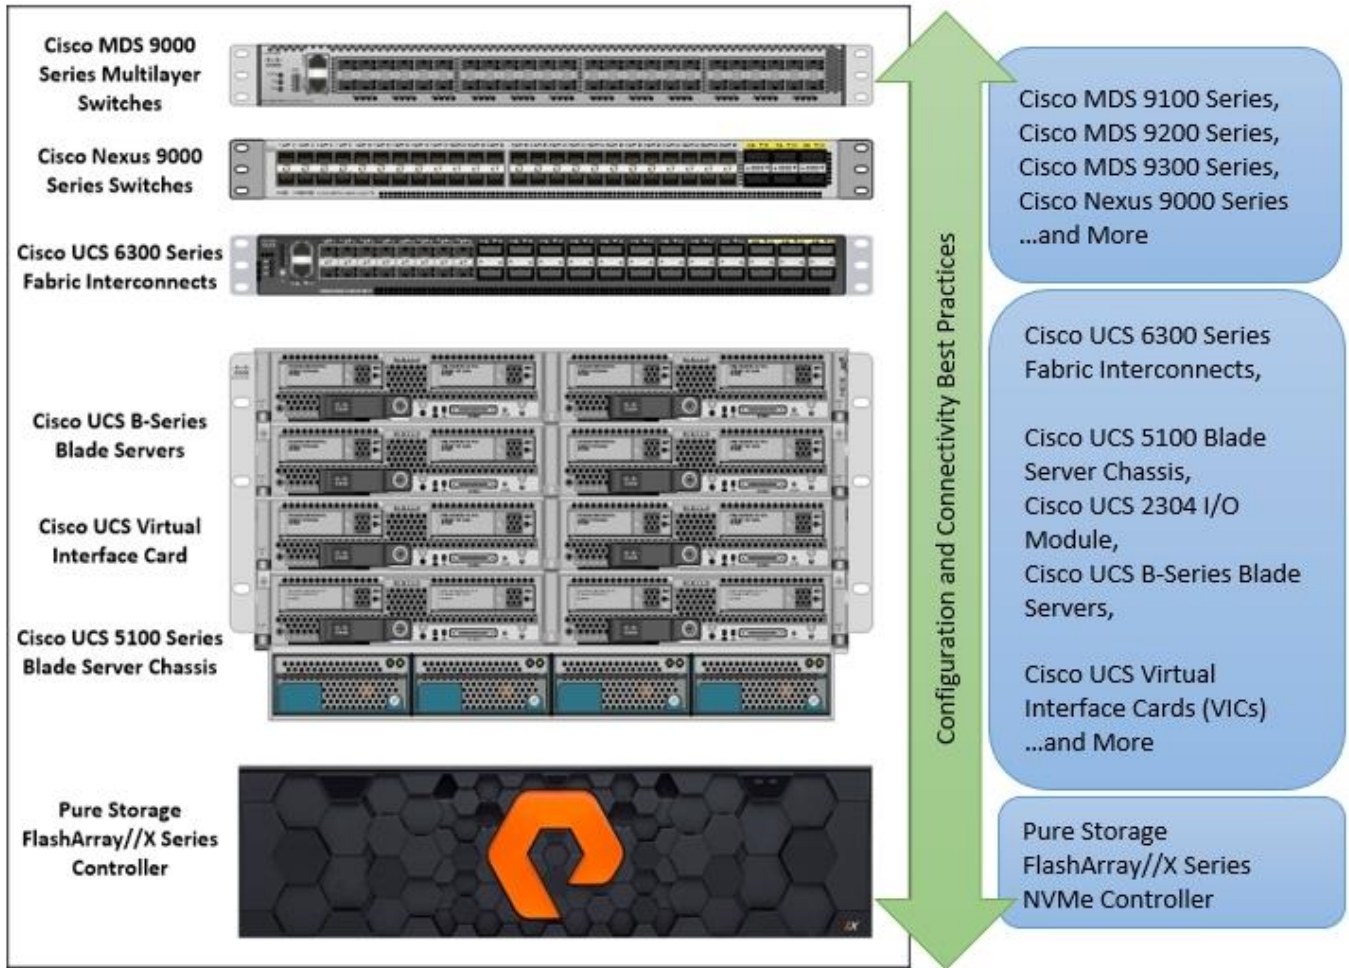 Cisco MDS 9000
Series Multilayer
Switches
Cisco Nexus 9000
Series Switches
Cisco UCS 6300 Series
Fabric Interconnects
Cisco UCS B-Series
Blade Servers
Cisco UCS Virtual
Interface Card
Cisco UCS 5100 Series
Blade Server Chassis
Pure Storage
FlashArray//X Series
Controller
//X
Configuration and Connectivity Best Practices
Cisco MDS 9100 Series,
Cisco MDS 9200 Series,
Cisco MDS 9300 Series,
Cisco Nexus 9000 Series
...and More
Cisco UCS 6300 Series
Fabric Interconnects,
Cisco UCS 5100 Blade
Server Chassis,
Cisco UCS 2304 I/O
Module,
Cisco UCS B-Series Blade
Servers,
Cisco UCS Virtual
Interface Cards (VICs)
...and More
Pure Storage
FlashArray//X Series
NVMe Controller